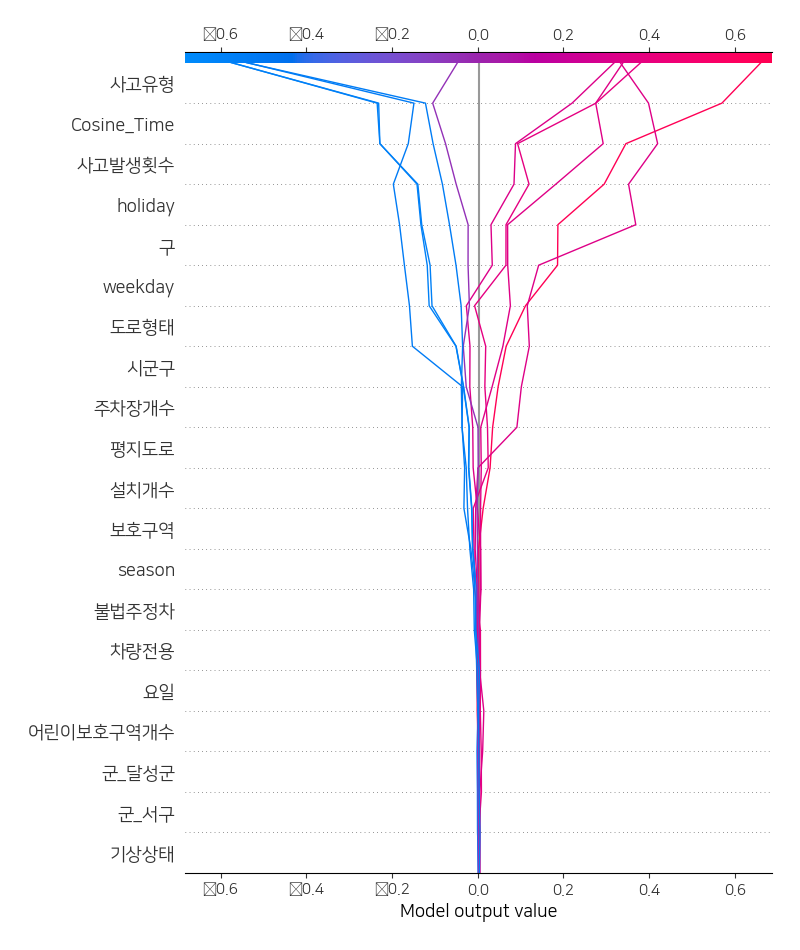 ☒0.6 ☒0.4 ☒0.2 0.0 0.2 0.4 0.6
사고유형
Cosine_Time
사고발생횟수
holiday
구
weekday
도로형태
시군구
주차장개수
평지도로
설치개수
보호구역
season
불법주정차
차량전용
요일
어린이보호구역개수
군_달성군
군_서구
기상상태
☒0.6 ☒0.4 ☒0.2 0.0 0.2 0.4 0.6
Model output value